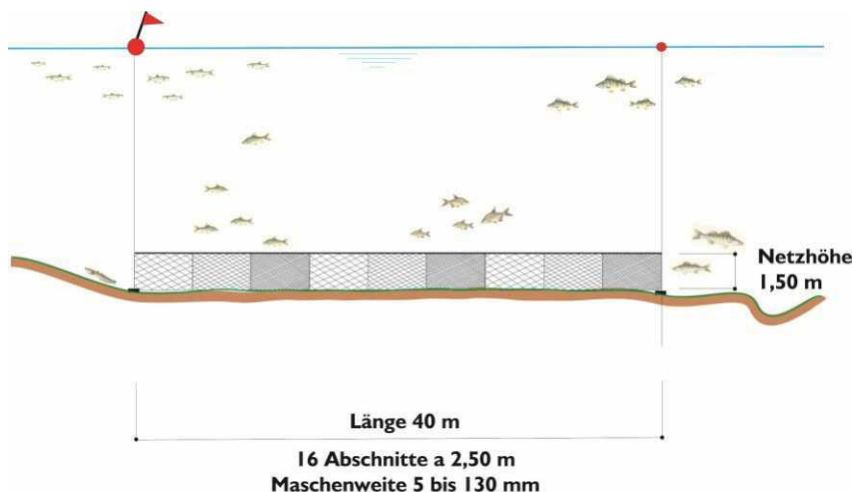 Netzhöhe
1,50 m
Länge 40 m
16 Abschnitte a 2,50 m
Maschenweite 5 bis 130 mm